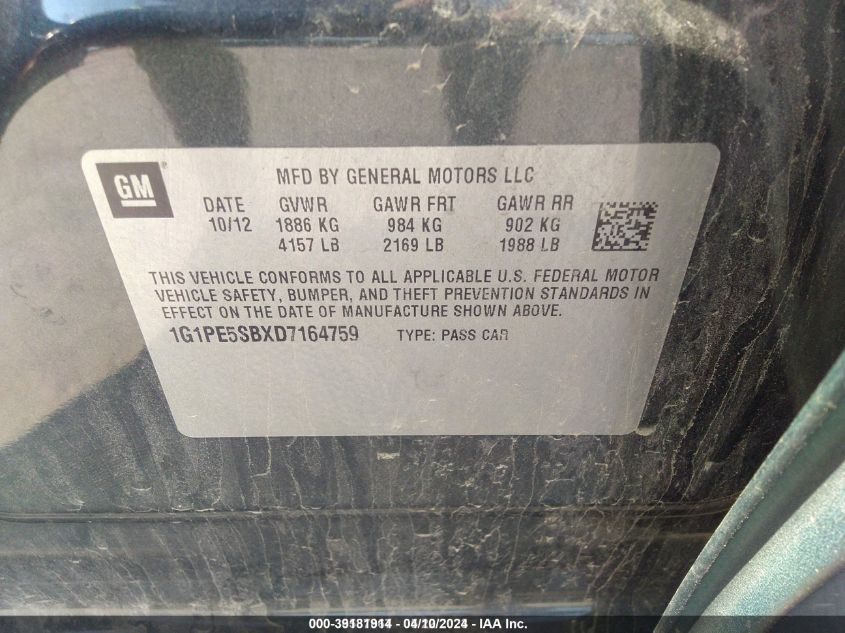 GM ®
MFD BY GENERAL MOTORS LLC
DATE GVWR GAWR FRT GAWR RR
10/12 1886 KG 984 KG 902 KG
4157 LB 2169 LB 1988 LB
THIS VEHICLE CONFORMS TO ALL APPLICABLE U.S. FEDERAL MOTOR
VEHICLE SAFETY, BUMPER, AND THEFT PREVENTION STANDARDS IN
EFFECT ON THE DATE OF MANUFACTURE SHOWN ABOVE.
1G1PE5SBXD7164759 TYPE: PASS CAR
000-39187914 - 04/10/2024 - IAA Inc.